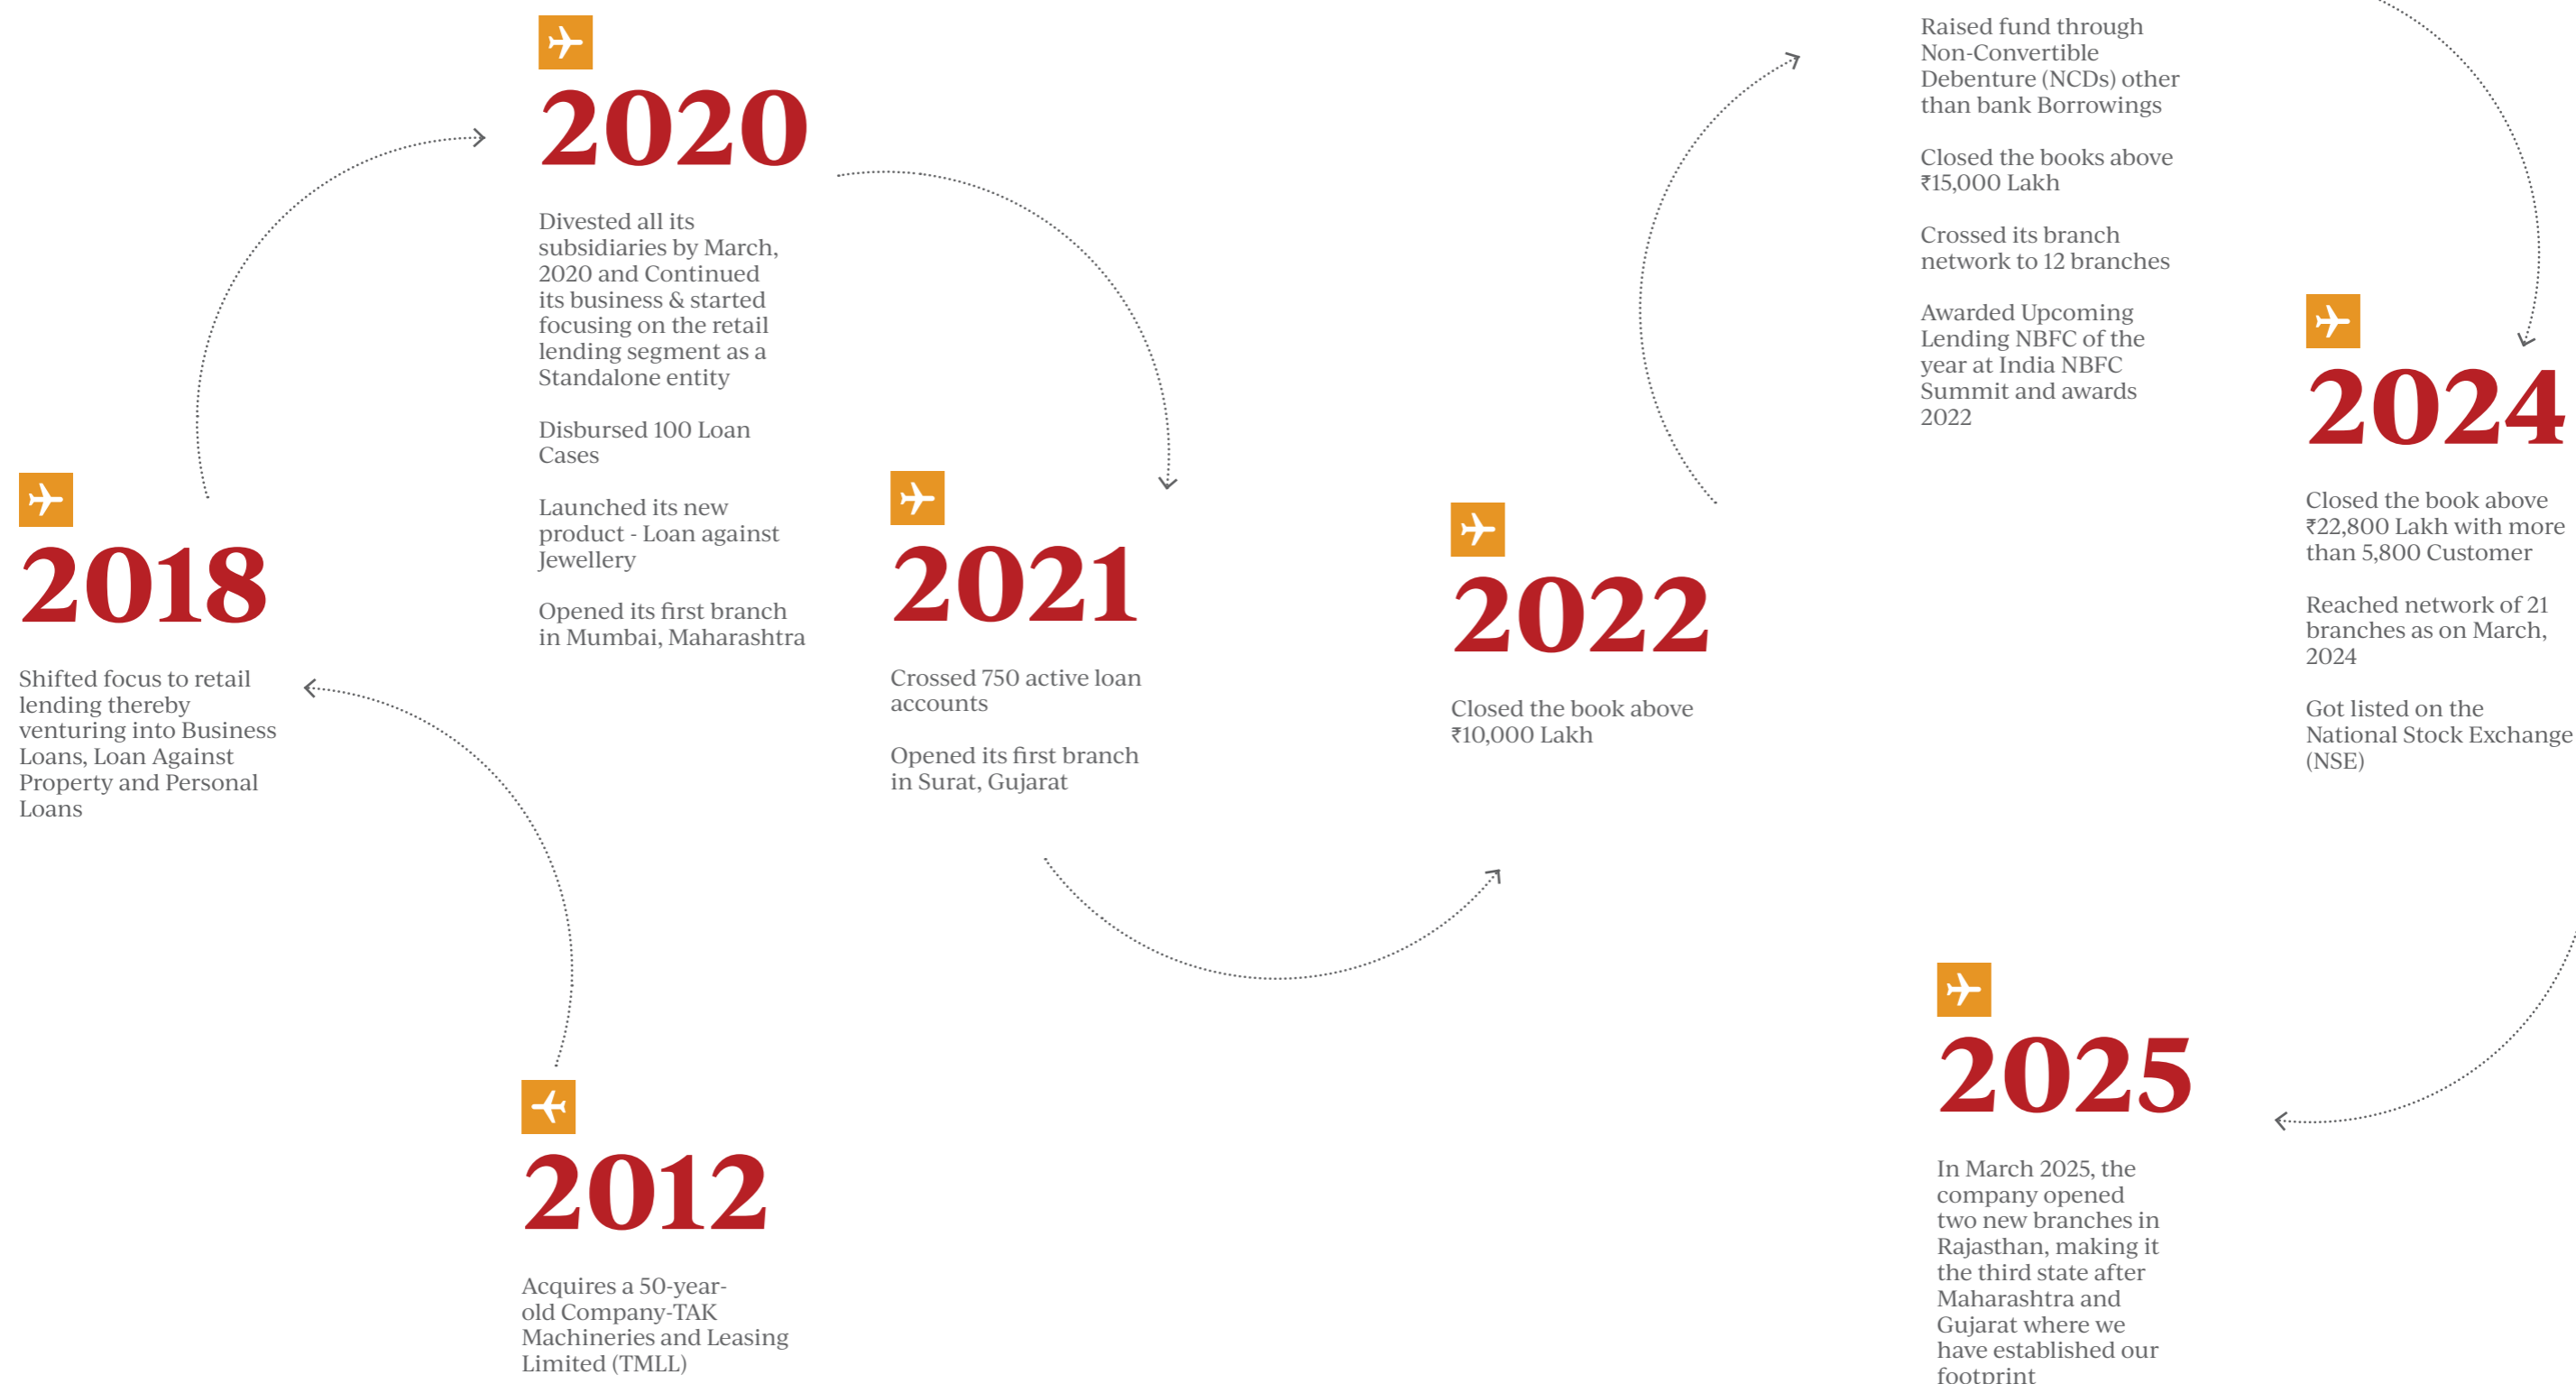 2012
Acquires a 50-year-
old Company-TAK
Machineries and Leasing
Limited (TMLL)
2018
Shifted focus to retail
lending thereby
venturing into Business
Loans, Loan Against
Property and Personal
Loans
2020
Divested all its
subsidiaries by March,
2020 and Continued
its business & started
focusing on the retail
lending segment as a
Standalone entity
Disbursed 100 Loan
Cases
Launched its new
product - Loan against
Jewellery
Opened its first branch
in Mumbai, Maharashtra
2021
Crossed 750 active loan
accounts
Opened its first branch
in Surat, Gujarat
2022
Closed the book above
₹10,000 Lakh
Raised fund through
Non-Convertible
Debenture (NCDs) other
than bank Borrowings
Closed the books above
₹15,000 Lakh
Crossed its branch
network to 12 branches
Awarded Upcoming
Lending NBFC of the
year at India NBFC
Summit and awards
2022
2024
Closed the book above
₹22,800 Lakh with more
than 5,800 Customer
Reached network of 21
branches as on March,
2024
Got listed on the
National Stock Exchange
(NSE)
2025
In March 2025, the
company opened
two new branches in
Rajasthan, making it
the third state after
Maharashtra and
Gujarat where we
have established our
footprint